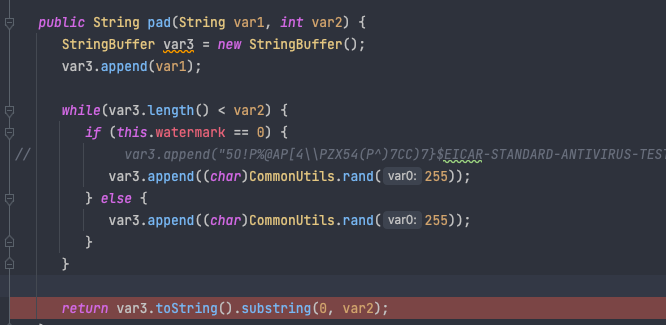 public String pad(String var1, int var2) {
StringBuffer var3 = new StringBuffer();
var3.append(var1);
while(var3.length() < var2) {
if (this.watermark == 0) {
// var3.append("5O!P%@AP[4\\PZX54(P^)7CC)7}$EICAR-STANDARD-ANTIVIRUS-TEST
var3.append((char)CommonUtils.rand( var0: 255));
} else {
var3.append((char)CommonUtils.rand( var0: 255));
}
}
return var3.toString().substring(0, var2);